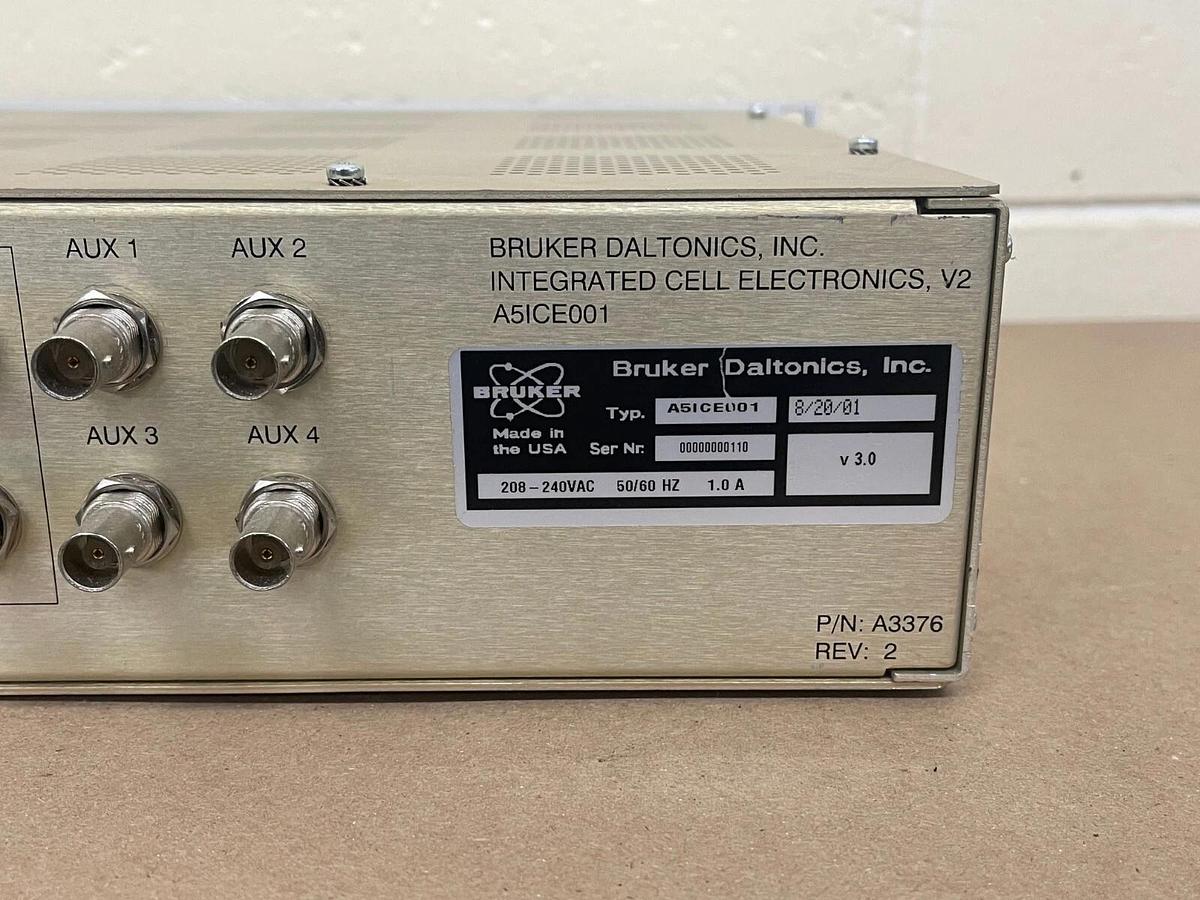 AUX 1
AUX 2
AUX 3
AUX 4
BRUKER DALTONICS, INC.
INTEGRATED CELL ELECTRONICS, V2
A5ICE001
BRUKER
Made in
the USA
Bruker Daltonics, Inc.
Typ. A5ICE001 8/20/01
Ser Nr. 00000000110
v 3.0
208-240VAC 50/60 HZ 1.0 A
P/N: A3376
REV: 2